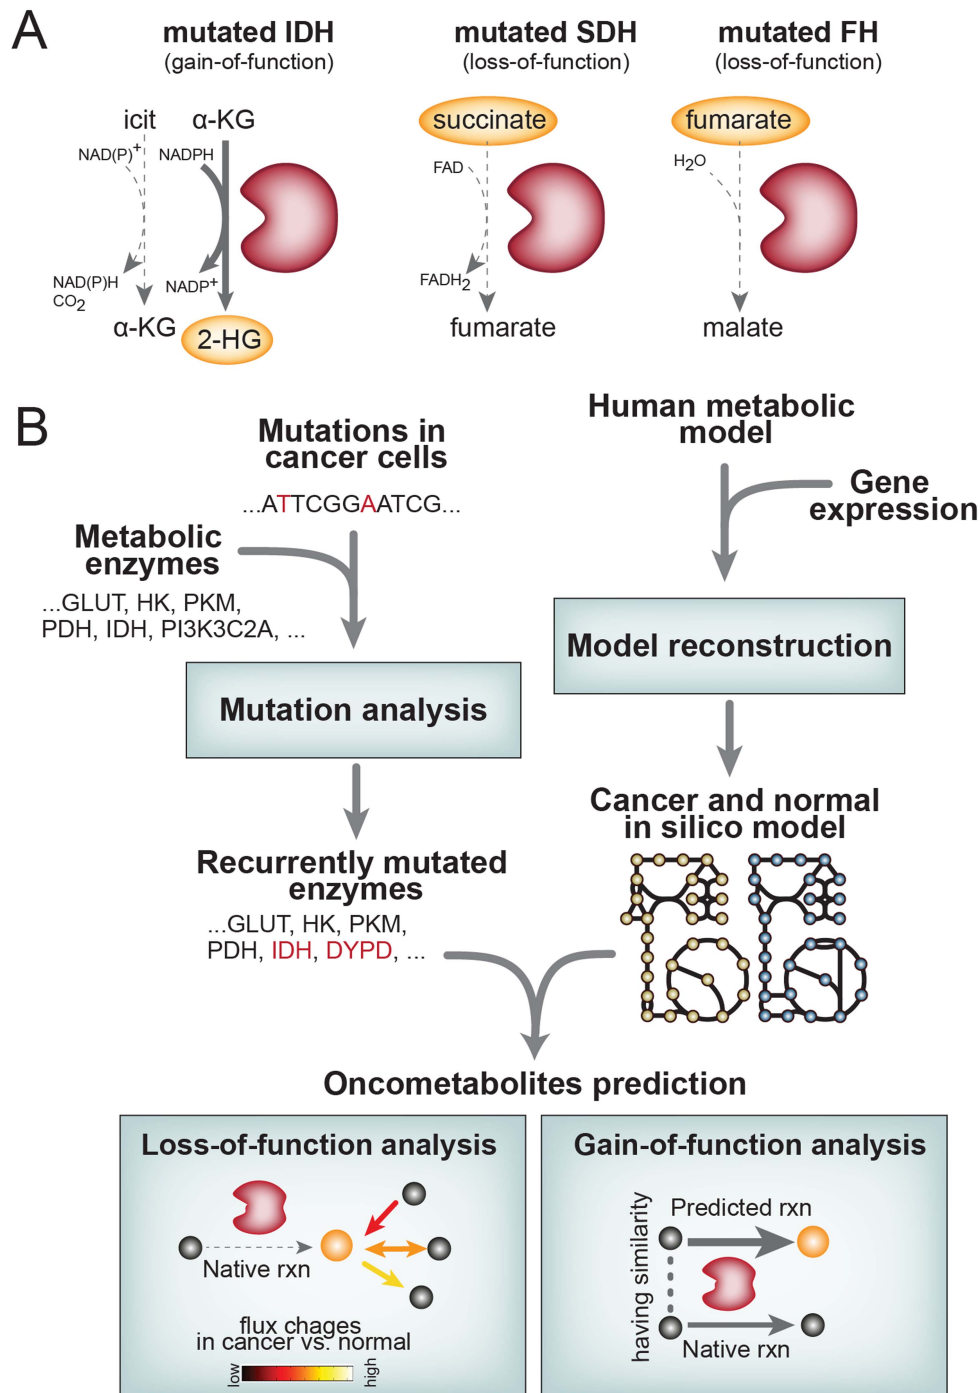 A
mutated IDH
(gain-of-function)
mutated SDH
(loss-of-function)
mutated FH
(loss-of-function)
icit
α-KG
NAD(P)+
NADPH
NAD(P)H
CO2
NADP+
α-KG
2-HG
succinate
FAD
FADH2
fumarate
fumarate
H2O
malate
B
Mutations in
cancer cells
...ATTCGGAATCG...
Metabolic
enzymes
...GLUT, HK, PKM,
PDH, IDH, PI3K3C2A, ...
Mutation analysis
Recurrently mutated
enzymes
...GLUT, HK, PKM,
PDH, IDH, DYPD, ...
Human metabolic
model
Gene
expression
Model reconstruction
Cancer and normal
in silico model
Oncometabolites prediction
Loss-of-function analysis
Native rxn
flux chages
in cancer vs. normal
low
high
Gain-of-function analysis
having similarity
Predicted rxn
Native rxn